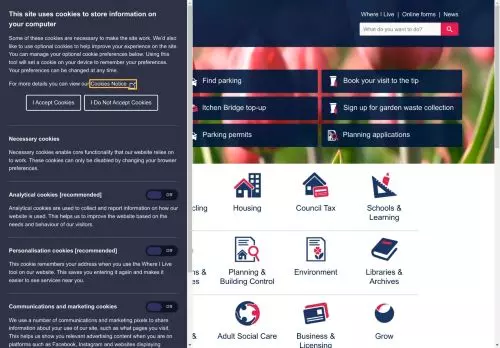 This site uses cookies to store information on
your computer
Some of these cookies are necessary to make the site work. We'd also
like to use optional cookies to help improve your experience on the site.
You can manage your optional cookie preferences below. Using this
tool will set a cookie on your device to remember your preferences.
Your preferences can be changed at any time.
For more details you can view our Cookies Notice
I Accept Cookies
I Do Not Accept Cookies
Necessary cookies
Necessary cookies enable core functionality that our website relies on
to work. These cookies can only be disabled by changing your browser
preferences.
Analytical cookies [recommended]
Off
Analytical cookies are used to collect and report information on how our
website is used. This helps us to improve the website based on the
needs and behaviour of our visitors.
Personalisation cookies [recommended]
Off
This cookie remembers your address when you use the Where I Live
tool on our website. This saves you entering it again and makes it
easier to see services near you.
Communications and marketing cookies
Off
We use a number of communications and marketing pixels to share
information about your use of our site, such as what pages you visit.
This helps us show you relevant advertising content when you are on
platforms such as Facebook, Instagram and websites displaying
Where I Live | Online forms | News
What do you want to do?
Find parking
Book your visit to the tip
Itchen Bridge top-up
Sign up for garden waste collection
Parking permits
Planning applications
cling
Housing
Council Tax
Schools &
Learning
s &
es
Planning &
Building Control
Environment
Libraries &
Archives
&
Adult Social Care
Business &
Licensing
Grow